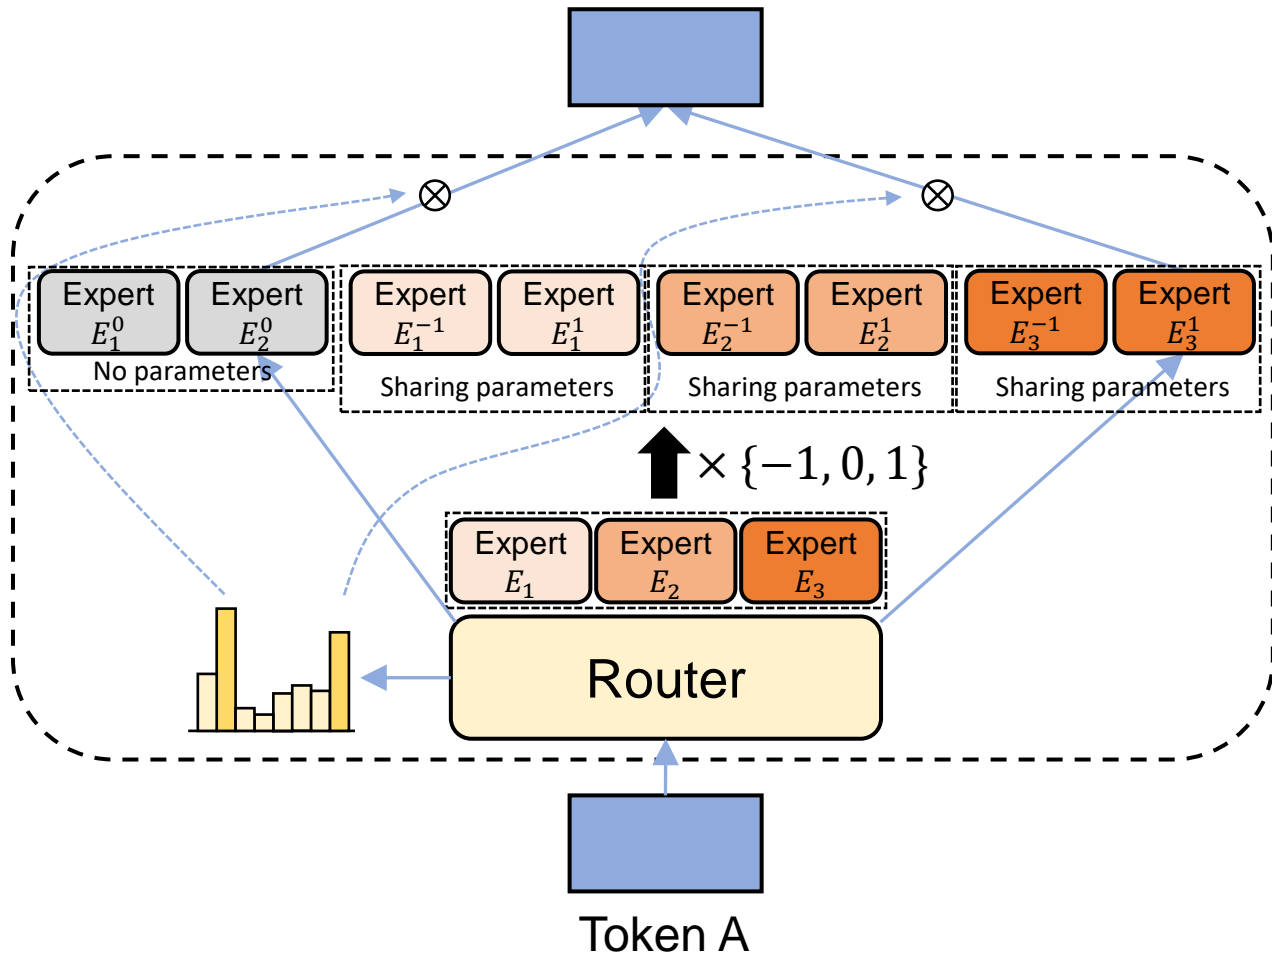 Expert Expert Expert Expert Expert Expert Expert Expert
$E_1^0$ $E_2^0$ $E_1^{-1}$ $E_1^1$ $E_2^{-1}$ $E_2^1$ $E_3^{-1}$ $E_3^1$
No parameters
Sharing parameters Sharing parameters Sharing parameters
× {−1, 0, 1}
Expert Expert Expert
$E_1$ $E_2$ $E_3$
Router
Token A